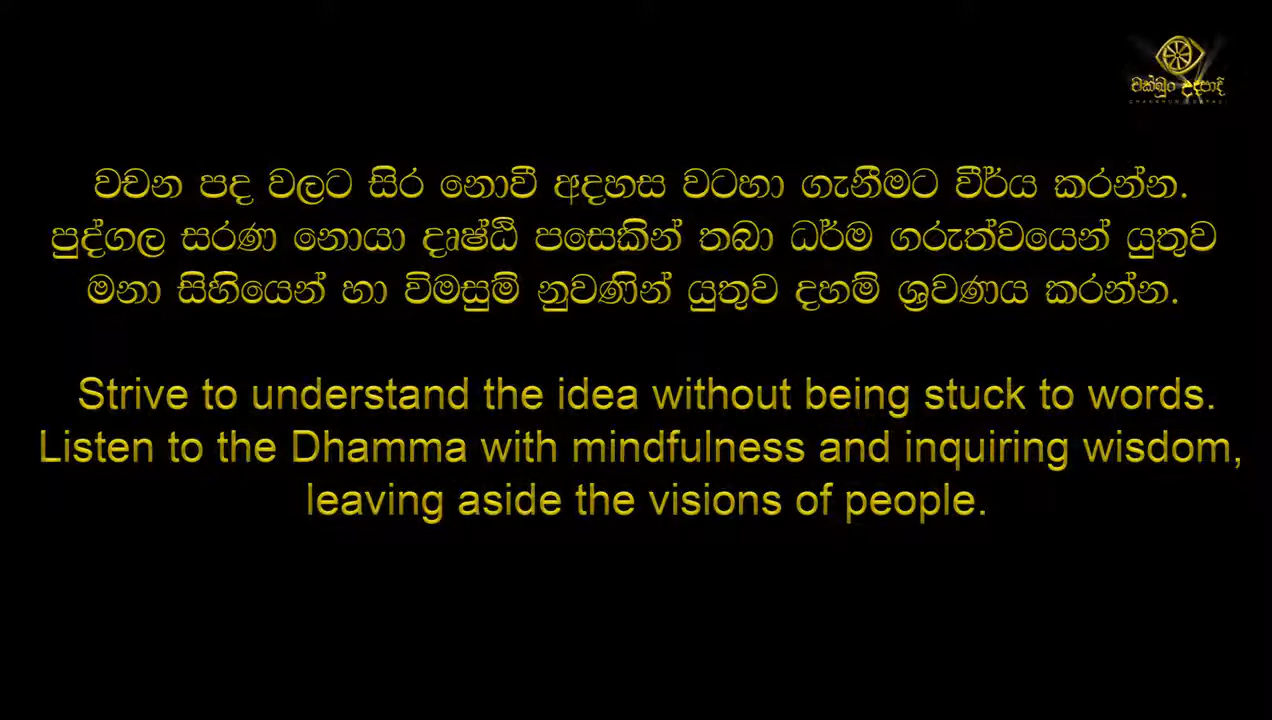 චක්ඛුං උදපාදි
වචන පද වලට සිර නොවී අදහස වටහා ගැනීමට වීර්ය කරන්න.
පුද්ගල සරණ නොයා දෘෂ්ඨි පසෙකින් තබා ධර්ම ගරුත්වයෙන් යුතුව
මනා සිහියෙන් හා විමසුම් නුවණින් යුතුව දහම් ශ්‍රවණය කරන්න.
Strive to understand the idea without being stuck to words.
Listen to the Dhamma with mindfulness and inquiring wisdom,
leaving aside the visions of people.